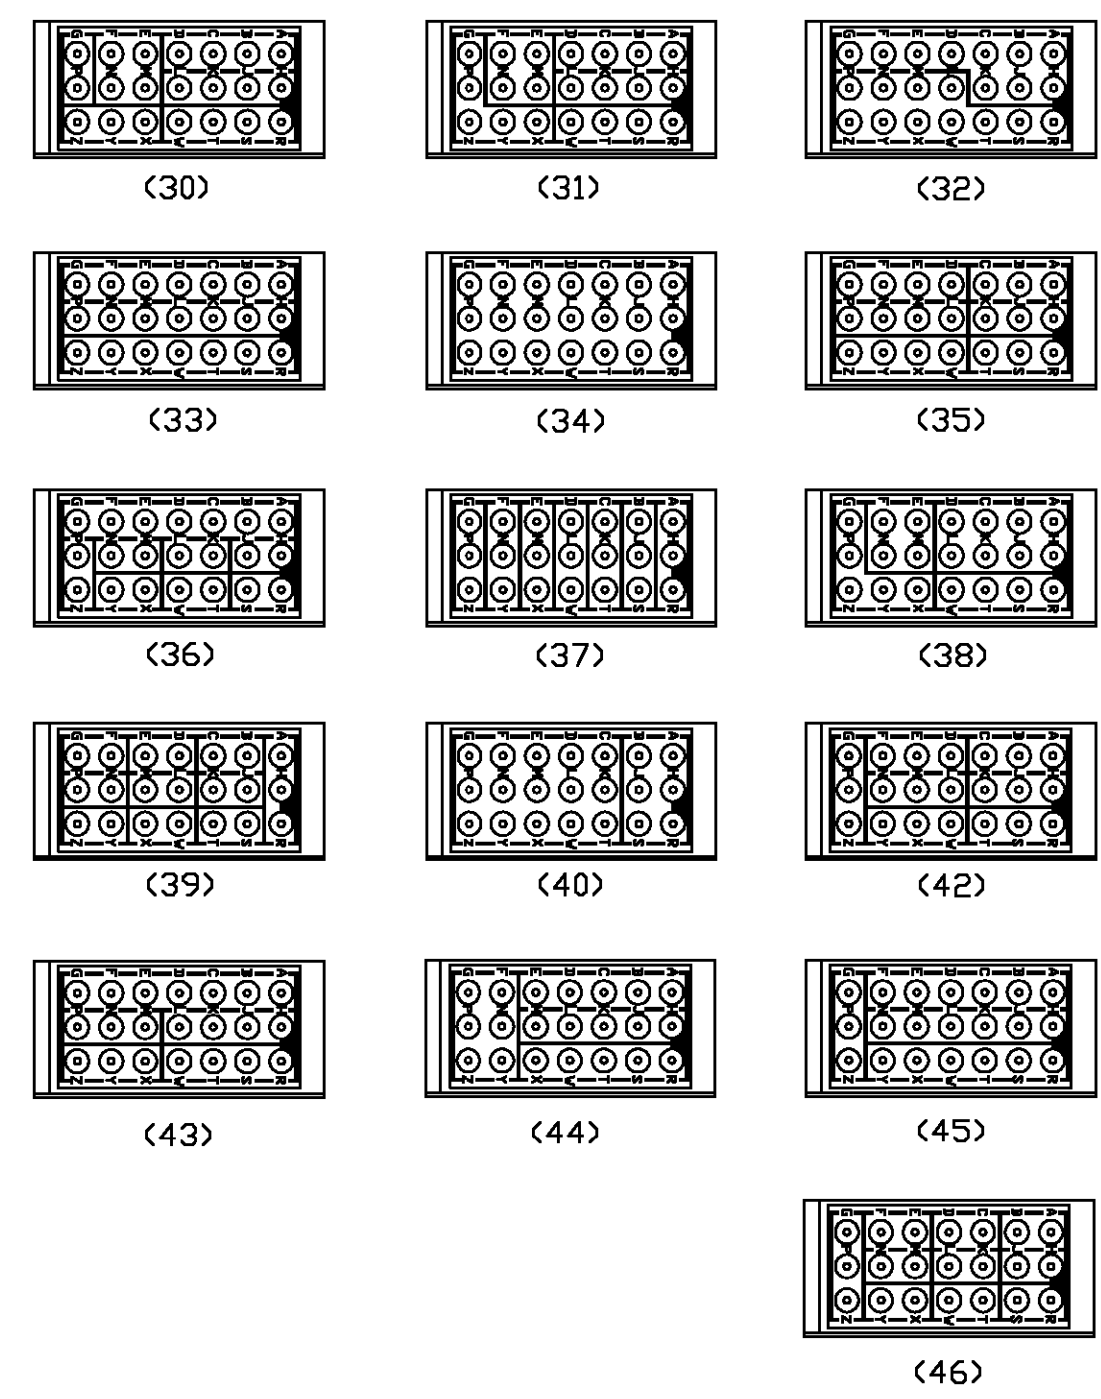 G F E D C B A
P N M L K J H
Z Y X W T S R
(30)
G F E D C B A
P N M L K J H
Z Y X W T S R
(31)
G F E D C B A
P N M L K J H
Z Y X W T S R
(32)
G F E D C B A
P N M L K J H
Z Y X W T S R
(33)
G F E D C B A
P N M L K J H
Z Y X W T S R
(34)
G F E D C B A
P N M L K J H
Z Y X W T S R
(35)
G F E D C B A
P N M L K J H
Z Y X W T S R
(36)
G F E D C B A
P N M L K J H
Z Y X W T S R
(37)
G F E D C B A
P N M L K J H
Z Y X W T S R
(38)
G F E D C B A
P N M L K J H
Z Y X W T S R
(39)
G F E D C B A
P N M L K J H
Z Y X W T S R
(40)
G F E D C B A
P N M L K J H
Z Y X W T S R
(42)
G F E D C B A
P N M L K J H
Z Y X W T S R
(43)
G F E D C B A
P N M L K J H
Z Y X W T S R
(44)
G F E D C B A
P N M L K J H
Z Y X W T S R
(45)
G F E D C B A
P N M L K J H
Z Y X W T S R
(46)